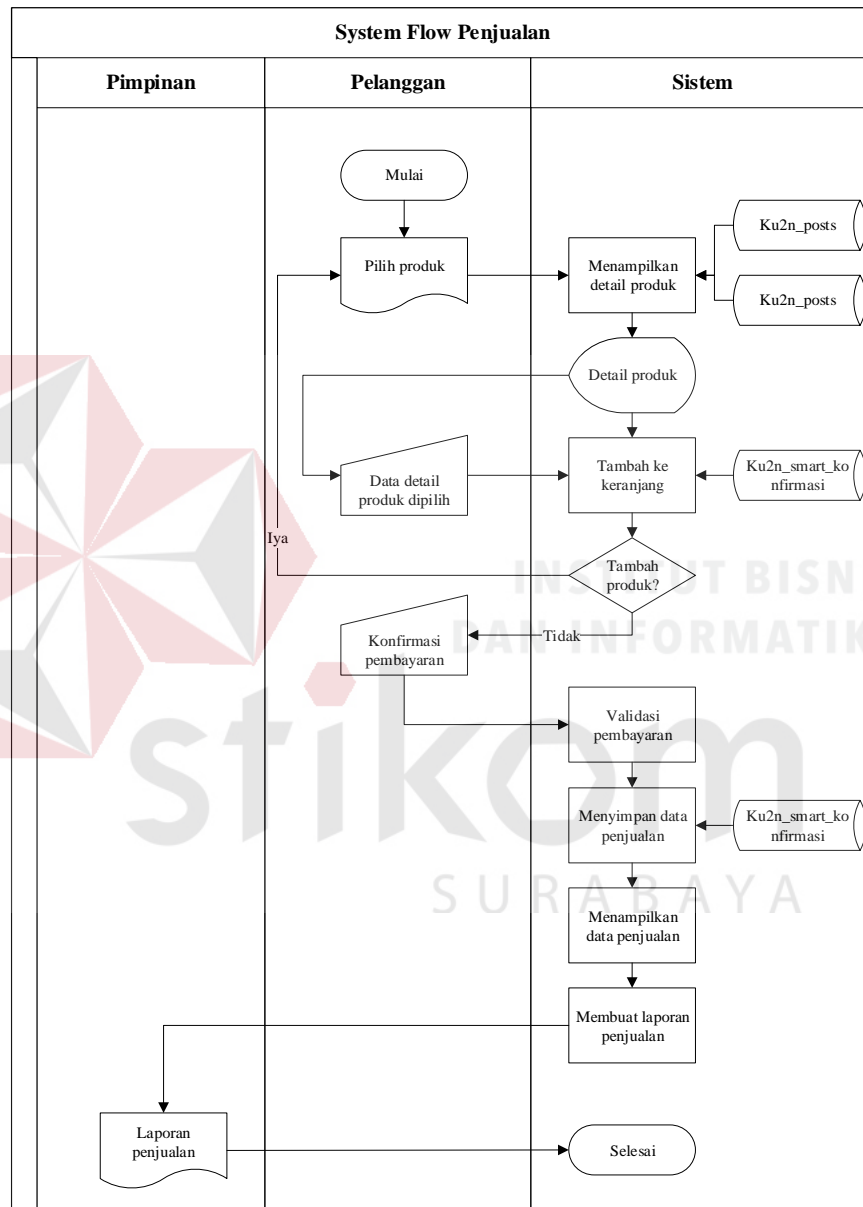 System Flow Penjualan
Pimpinan
Pelanggan
Sistem
Mulai
Ku2n_posts
Pilih produk
Menampilkan
detail produk
Ku2n_posts
Detail produk
Data detail
produk dipilih
Tambah ke
keranjang
Ku2n_smart_ko
nfirmasi
Iya
Tambah
produk?
INSTITUT BISN
DAN INFORMATIK
Tidak
Konfirmasi
pembayaran
Validasi
pembayaran
stikom
Menyimpan data
penjualan
Ku2n_smart_ko
nfirmasi
SURABAYA
Menampilkan
data penjualan
Membuat laporan
penjualan
Laporan
penjualan
Selesai